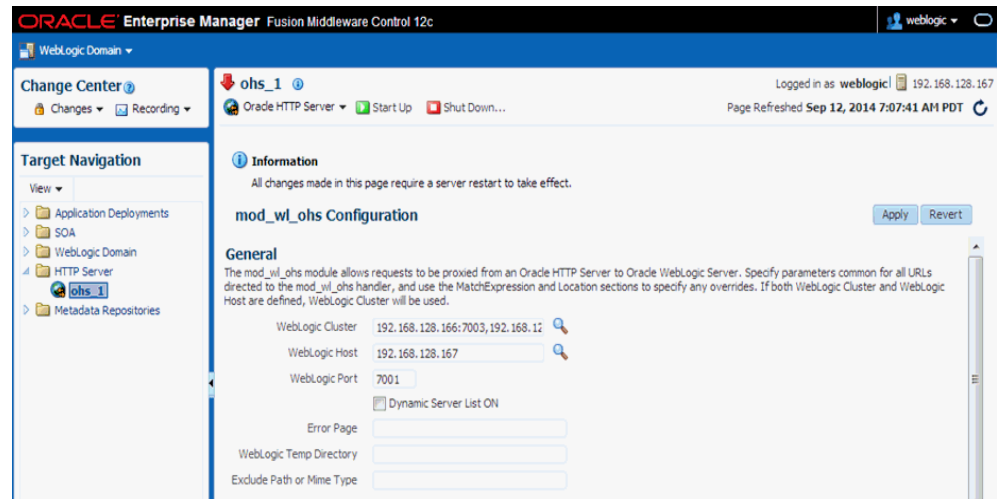 ORACLE Enterprise Manager Fusion Middleware Control 12c
weblogic
WebLogic Domain
Change Center
Changes Recording
Target Navigation
View
Application Deployments
SOA
WebLogic Domain
HTTP Server
ohs_1
Metadata Repositories
ohs_1
Logged in as weblogic 192.168.128.167
Oracle HTTP Server Start Up Shut Down...
Page Refreshed Sep 12, 2014 7:07:41 AM PDT
Information
All changes made in this page require a server restart to take effect.
mod_wl_ohs Configuration
Apply Revert
General
The mod_wl_ohs module allows requests to be proxied from an Oracle HTTP Server to Oracle WebLogic Server. Specify parameters common for all URLs
directed to the mod_wl_ohs handler, and use the MatchExpression and Location sections to specify any overrides. If both WebLogic Cluster and WebLogic
Host are defined, WebLogic Cluster will be used.
WebLogic Cluster 192.168.128.166:7003,192.168.12
WebLogic Host 192.168.128.167
WebLogic Port 7001
Dynamic Server List ON
Error Page
WebLogic Temp Directory
Exclude Path or Mime Type